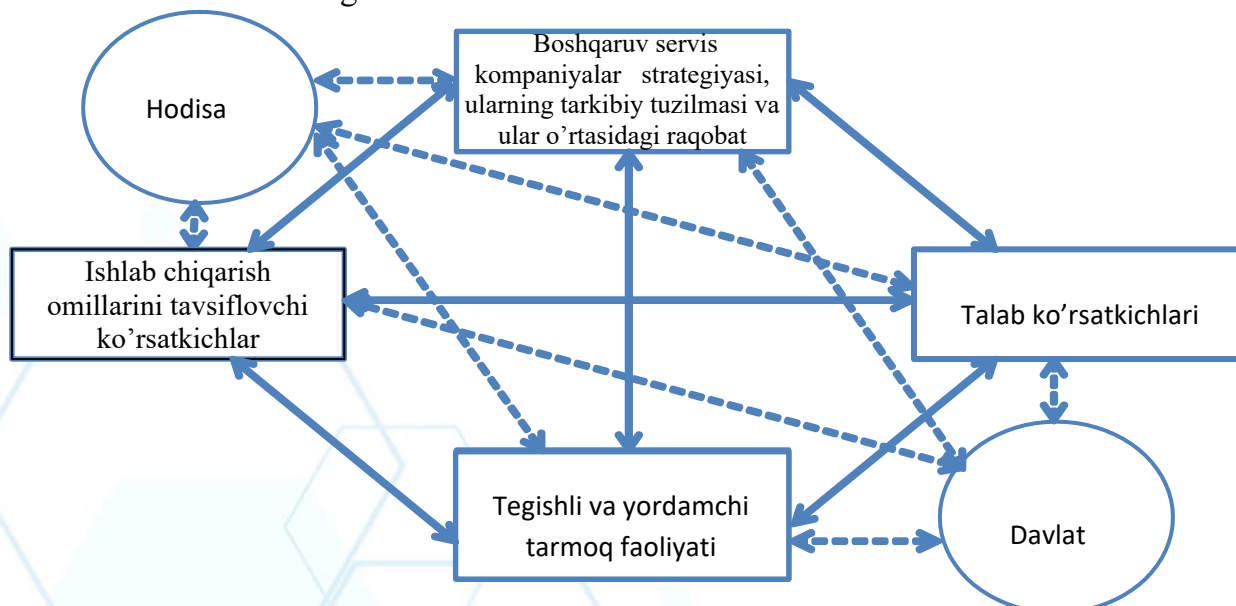 Boshqaruv servis
kompaniyalar strategiyasi,
ularning tarkibiy tuzilmasi va
ular o’rtasidagi raqobat
Hodisa
Ishlab chiqarish
omillarini tavsiflovchi
ko’rsatkichlar
Talab ko’rsatkichlari
Tegishli va yordamchi
tarmoq faoliyati
Davlat